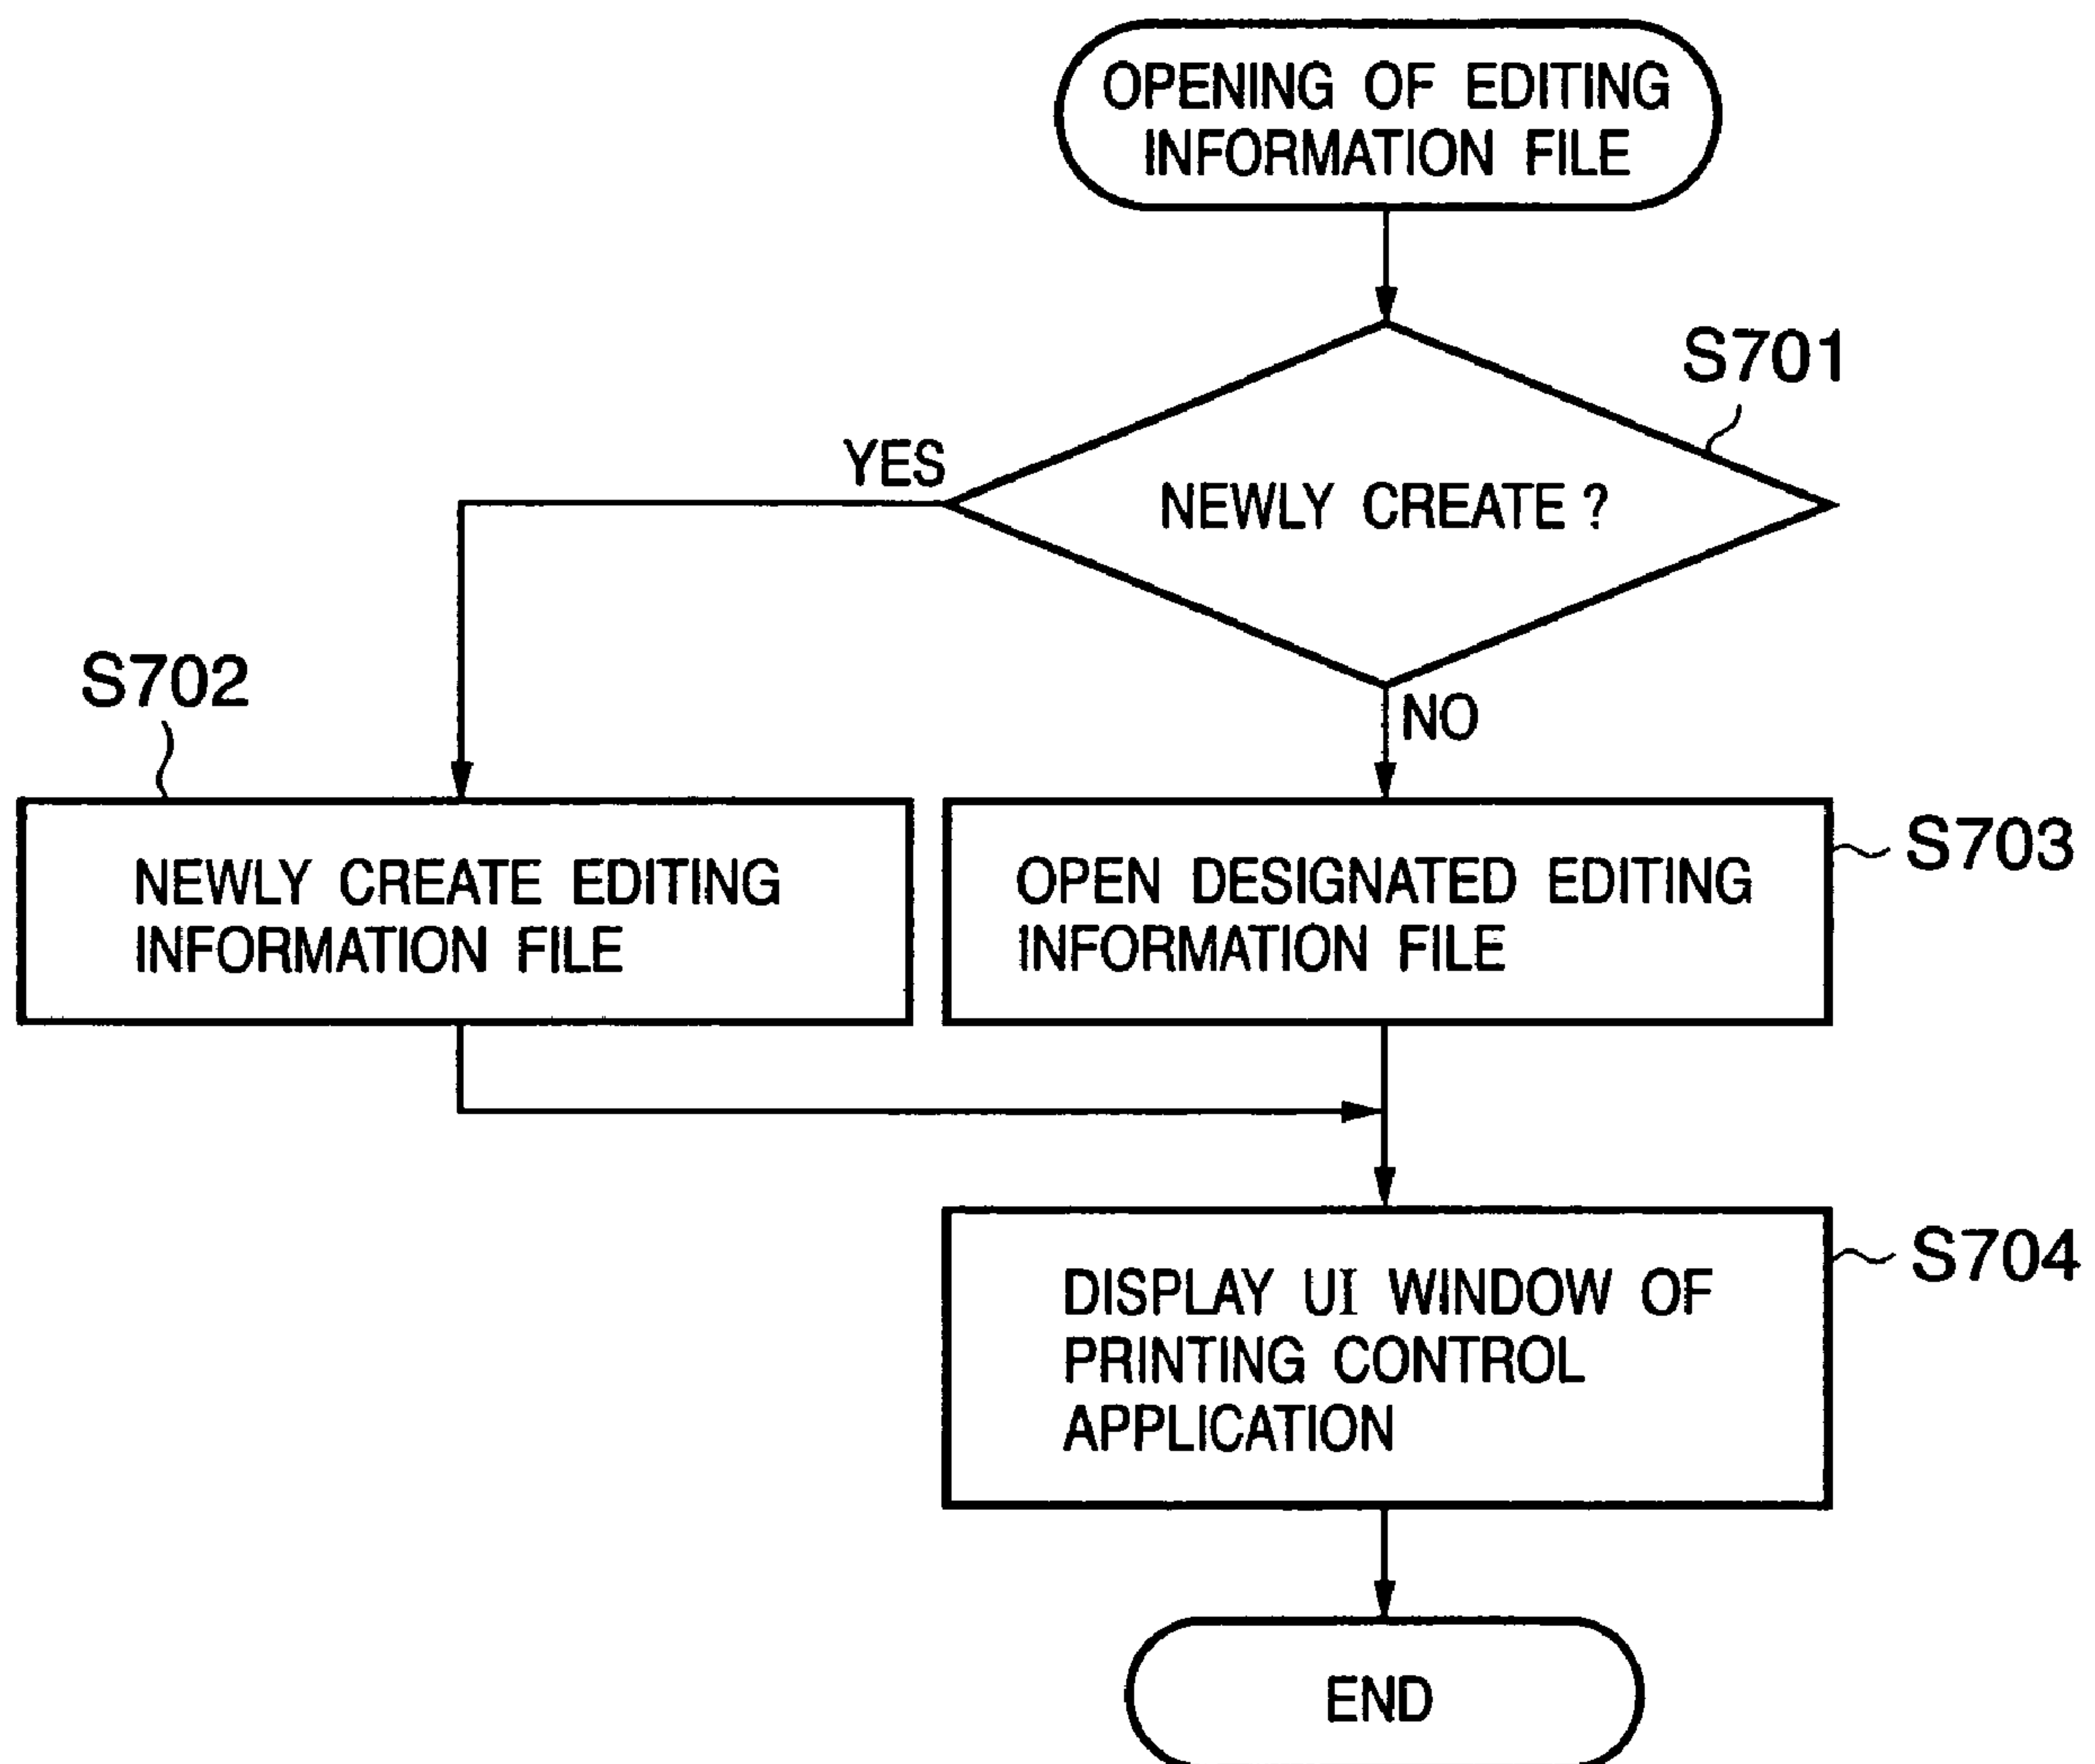 OPENING OF EDITING
INFORMATION FILE
S701
YES
NEWLY CREATE ?
NO
S702
NEWLY CREATE EDITING
INFORMATION FILE
S703
OPEN DESIGNATED EDITING
INFORMATION FILE
S704
DISPLAY UI WINDOW OF
PRINTING CONTROL
APPLICATION
END